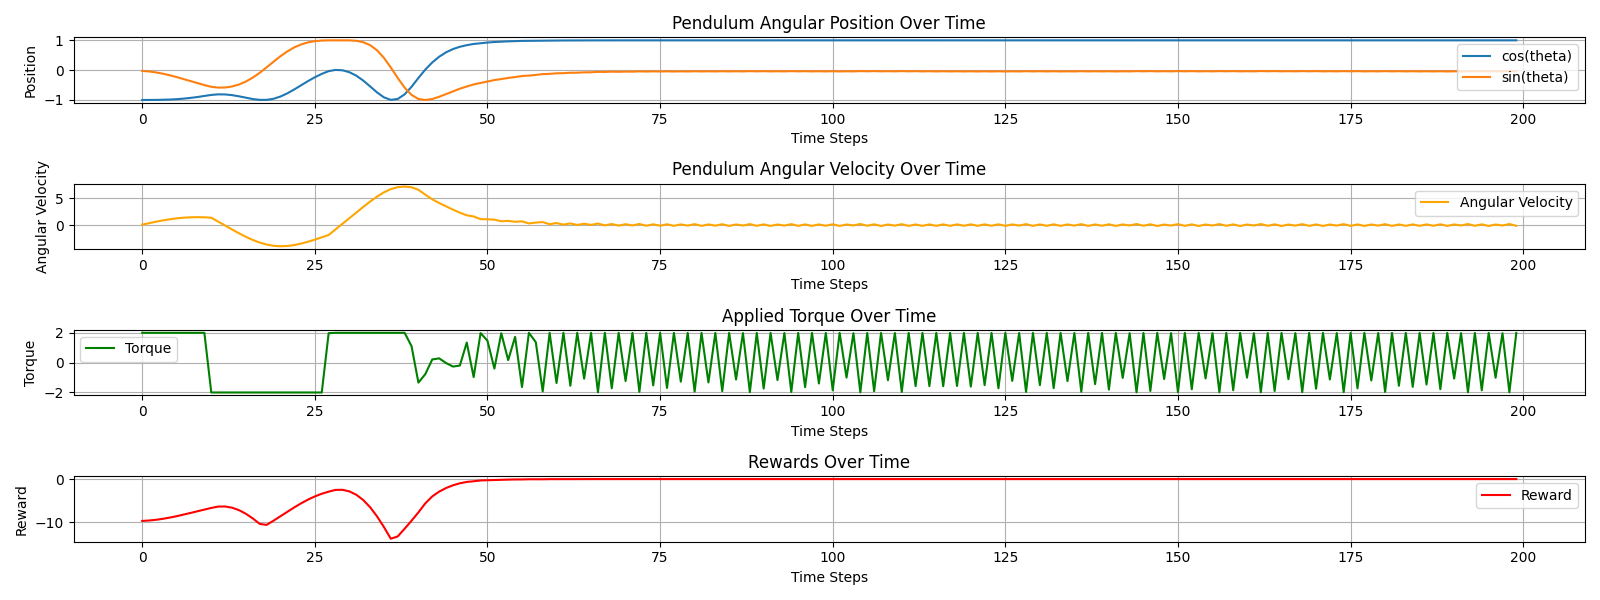 Pendulum Angular Position Over Time
Position
1
0
−1
cos(theta)
sin(theta)
0 25 50 75 100 125 150 175 200
Time Steps
Pendulum Angular Velocity Over Time
Angular Velocity
5
0
Angular Velocity
0 25 50 75 100 125 150 175 200
Time Steps
Applied Torque Over Time
Torque
2
0
−2
Torque
0 25 50 75 100 125 150 175 200
Time Steps
Rewards Over Time
Reward
0
−10
Reward
0 25 50 75 100 125 150 175 200
Time Steps